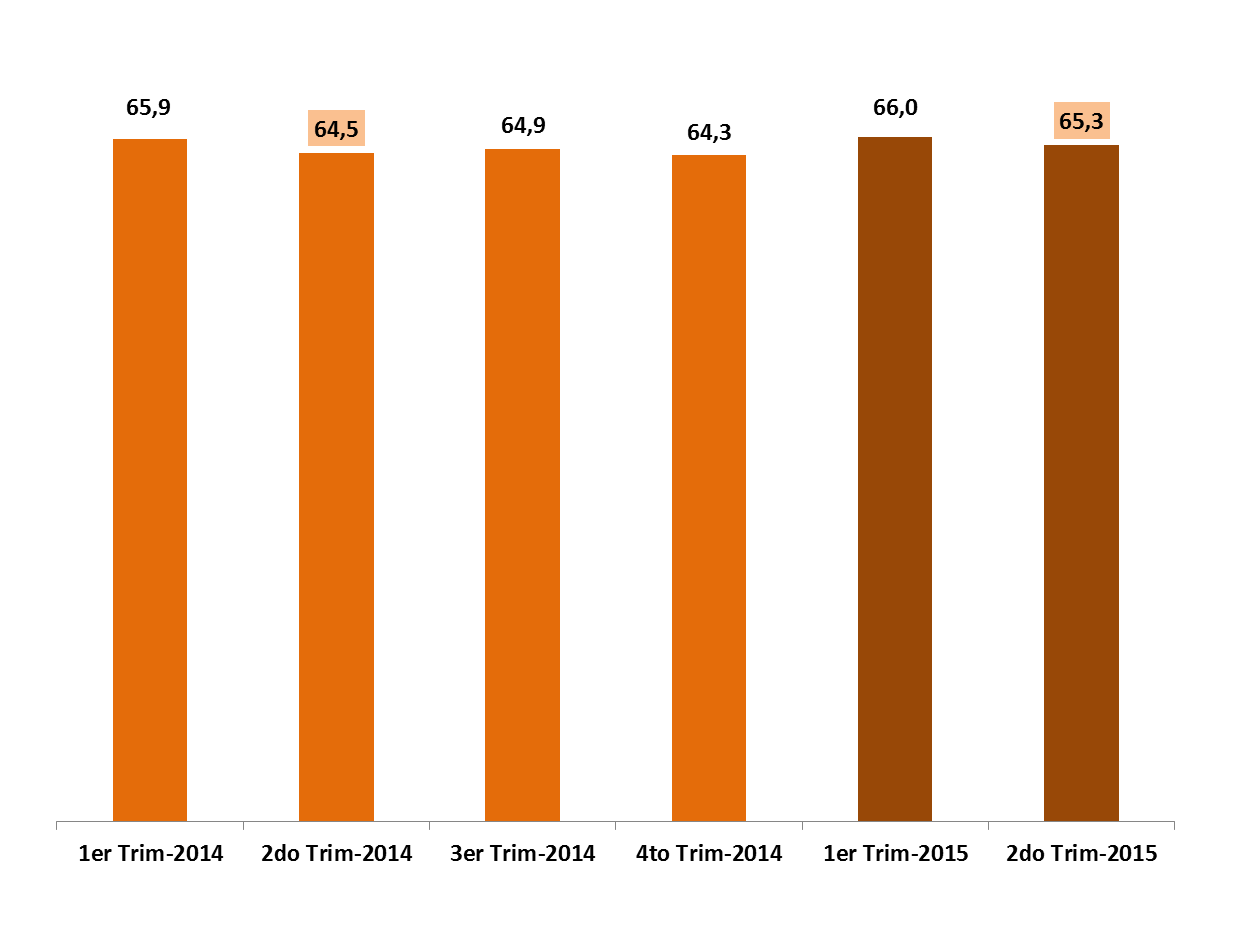 65,9
64,5
64,9
64,3
66,0
65,3
1er Trim-2014
2do Trim-2014
3er Trim-2014
4to Trim-2014
1er Trim-2015
2do Trim-2015